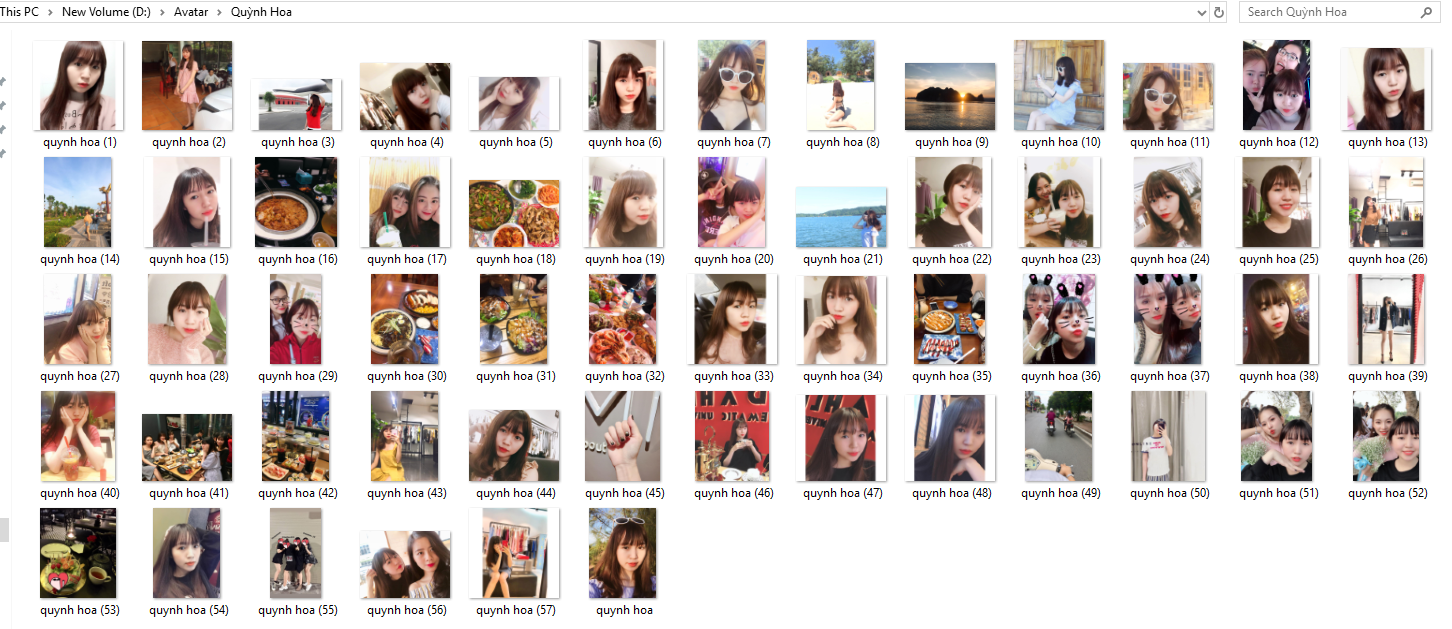 This PC > New Volume (D:) > Avatar > Quỳnh Hoa
Search Quỳnh Hoa
quynh hoa (1) quynh hoa (2) quynh hoa (3) quynh hoa (4) quynh hoa (5) quynh hoa (6) quynh hoa (7) quynh hoa (8) quynh hoa (9) quynh hoa (10) quynh hoa (11) quynh hoa (12) quynh hoa (13)
quynh hoa (14) quynh hoa (15) quynh hoa (16) quynh hoa (17) quynh hoa (18) quynh hoa (19) quynh hoa (20) quynh hoa (21) quynh hoa (22) quynh hoa (23) quynh hoa (24) quynh hoa (25) quynh hoa (26)
quynh hoa (27) quynh hoa (28) quynh hoa (29) quynh hoa (30) quynh hoa (31) quynh hoa (32) quynh hoa (33) quynh hoa (34) quynh hoa (35) quynh hoa (36) quynh hoa (37) quynh hoa (38) quynh hoa (39)
quynh hoa (40) quynh hoa (41) quynh hoa (42) quynh hoa (43) quynh hoa (44) quynh hoa (45) quynh hoa (46) quynh hoa (47) quynh hoa (48) quynh hoa (49) quynh hoa (50) quynh hoa (51) quynh hoa (52)
quynh hoa (53) quynh hoa (54) quynh hoa (55) quynh hoa (56) quynh hoa (57) quynh hoa